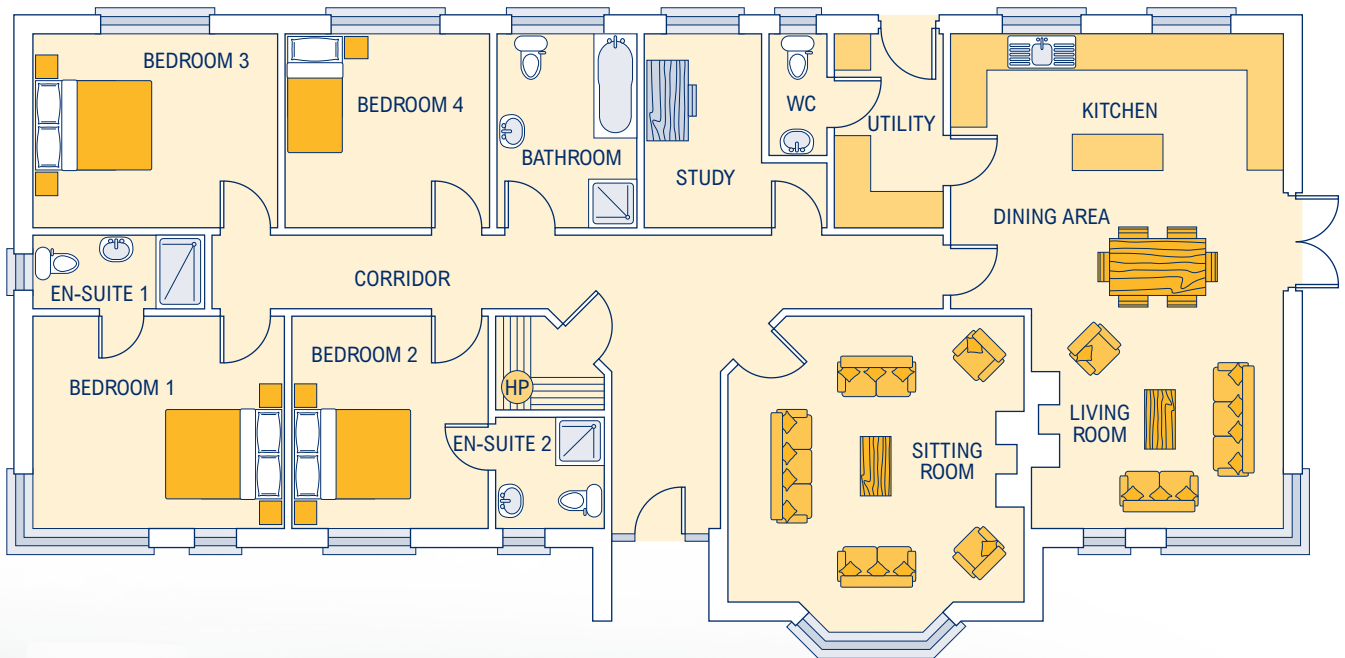 BEDROOM 3
BEDROOM 4
BATHROOM
STUDY
WC
UTILITY
KITCHEN
DINING AREA
EN-SUITE 1
CORRIDOR
BEDROOM 1
BEDROOM 2
HP
EN-SUITE 2
SITTING
ROOM
LIVING
ROOM